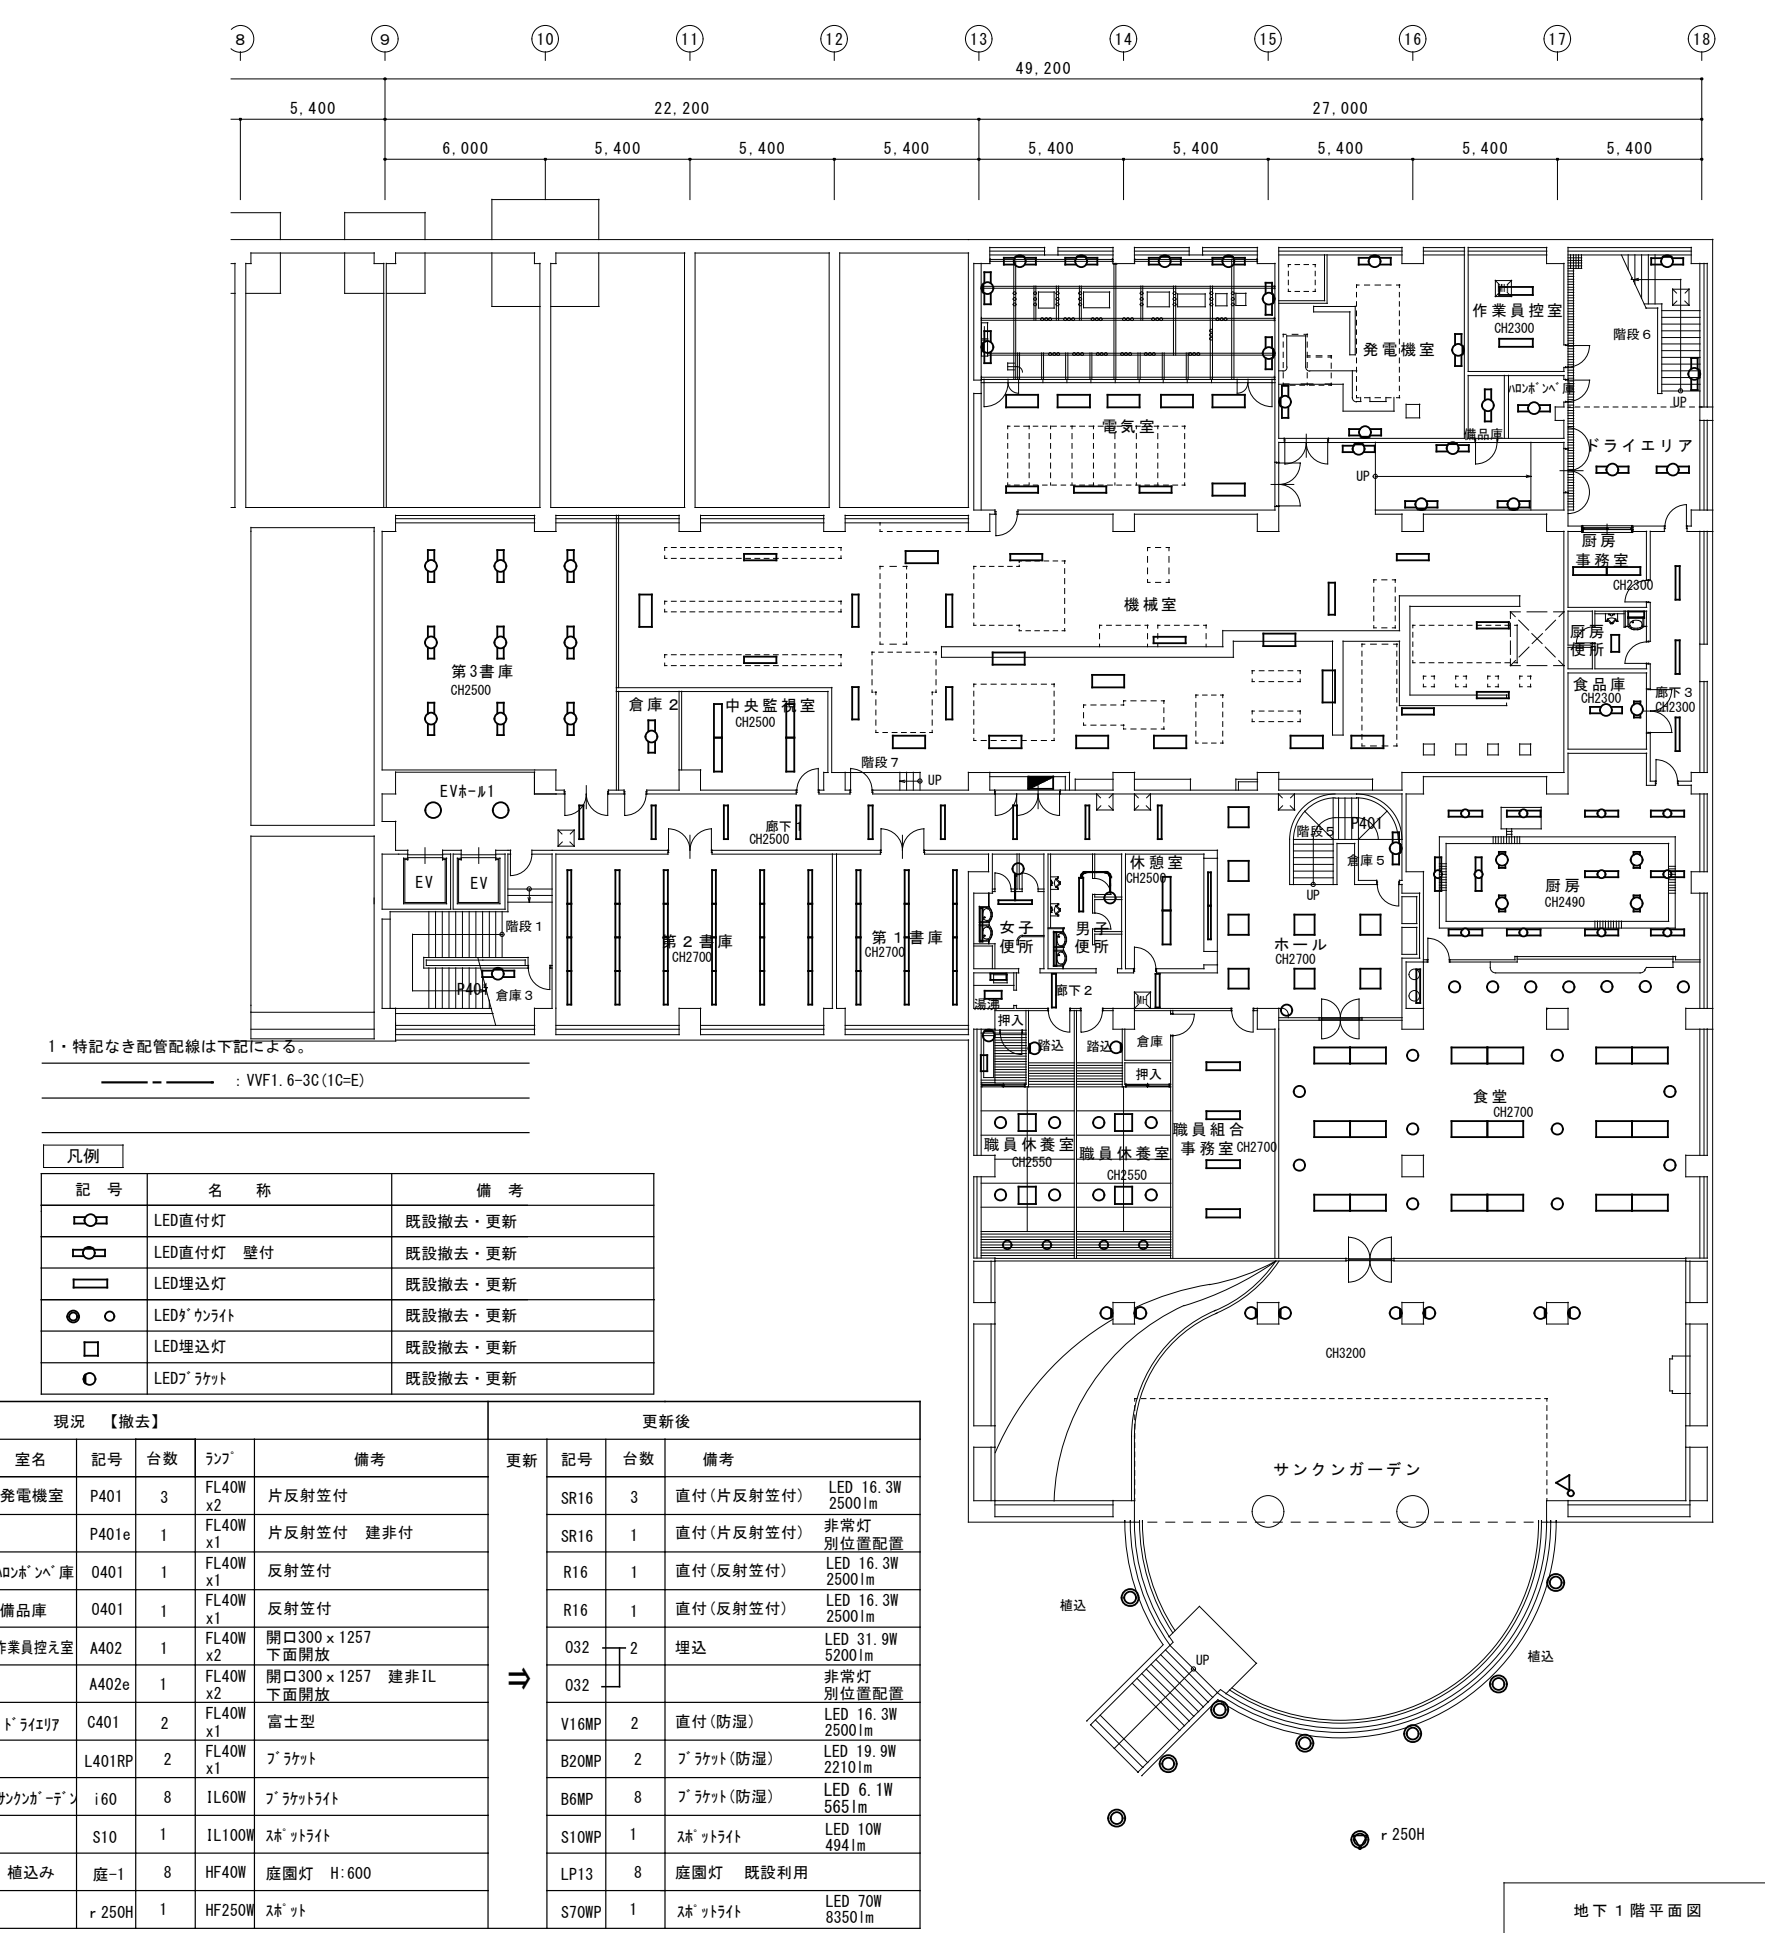 8 9 10 11 12 13 14 15 16 17 18
49,200
5,400 22,200 27,000
6,000 5,400 5,400 5,400 5,400 5,400 5,400 5,400 5,400
作業員控室
CH2300
階段6
発電機室
ﾊﾛﾝﾎﾞﾝﾍﾞ庫
UP
電気室
備品庫
ドライエリア
UP
厨房
事務室
CH2300
機械室
厨房
便所
第3書庫
CH2500
倉庫2
中央監視室
CH2500
食品庫
CH2300
廊下3
CH2300
階段7
UP
EVﾎｰﾙ1
廊下1
CH2500
階段5
P401
倉庫5
UP
休憩室
CH2500
EV EV
厨房
CH2490
階段1
第2書庫
CH2700
第1書庫
CH2700
女子
便所
男子
便所
ホール
CH2700
P401
倉庫3
湯沸
廊下2
MH
押入
踏込
踏込
倉庫
押入
食堂
CH2700
職員休養室
CH2550
職員休養室
CH2550
職員組合
事務室
CH2700
CH3200
サンクンガーデン
植込
植込
UP
r250H
地下1階平面図
1・特記なき配管配線は下記による。
: VVF1.6-3C(1C=E)
凡例
記号 名称 備考
LED直付灯 既設撤去・更新
LED直付灯 壁付 既設撤去・更新
LED埋込灯 既設撤去・更新
LEDﾀﾞｳﾝﾗｲﾄ 既設撤去・更新
LED埋込灯 既設撤去・更新
LEDﾌﾞﾗｹｯﾄ 既設撤去・更新
現況 【撤去】 更新後
室名 記号 台数 ﾗﾝﾌﾟ 備考 更新 記号 台数 備考
発電機室 P401 3 FL40W x2 片反射笠付 SR16 3 直付(片反射笠付) LED 16.3W 2500lm
P401e 1 FL40W x1 片反射笠付 建非付 SR16 1 直付(片反射笠付) 非常灯 別位置配置
ﾊﾛﾝﾎﾞﾝﾍﾞ庫 O401 1 FL40W x1 反射笠付 R16 1 直付(反射笠付) LED 16.3W 2500lm
備品庫 O401 1 FL40W x1 反射笠付 R16 1 直付(反射笠付) LED 16.3W 2500lm
作業員控え室 A402 1 FL40W x2 開口300×1257 下面開放 O32 2 埋込 LED 31.9W 5200lm
A402e 1 FL40W x2 開口300×1257 建非IL 下面開放 ⇒ O32 非常灯 別位置配置
ﾄﾞﾗｲｴﾘｱ C401 2 FL40W x1 富士型 V16MP 2 直付(防湿) LED 16.3W 2500lm
L401RP 2 FL40W x1 ﾌﾞﾗｹｯﾄ B20MP 2 ﾌﾞﾗｹｯﾄ(防湿) LED 19.9W 2210lm
ｻﾝｸﾝｶﾞｰﾃﾞﾝ i60 8 IL60W ﾌﾞﾗｹｯﾄﾗｲﾄ B6MP 8 ﾌﾞﾗｹｯﾄ(防湿) LED 6.1W 565lm
S10 1 IL100W ｽﾎﾟｯﾄﾗｲﾄ S10WP 1 ｽﾎﾟｯﾄﾗｲﾄ LED 10W 494lm
植込み 庭-1 8 HF40W 庭園灯 H:600 LP13 8 庭園灯 既設利用
r250H 1 HF250W ｽﾎﾟｯﾄ S70WP 1 ｽﾎﾟｯﾄﾗｲﾄ LED 70W 8350lm